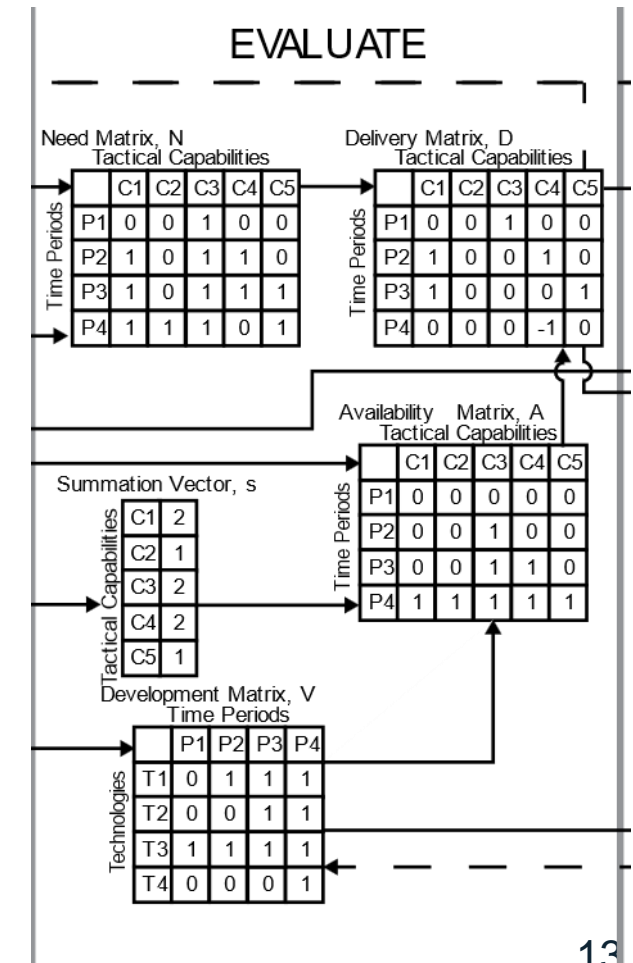 EVALUATE
Need Matrix, N
Tactical Capabilities
C1 C2 C3 C4 C5
Time Periods
P1 0 0 1 0 0
P2 1 0 1 1 0
P3 1 0 1 1 1
P4 1 1 1 0 1
Delivery Matrix, D
Tactical Capabilities
C1 C2 C3 C4 C5
Time Periods
P1 0 0 1 0 0
P2 1 0 0 1 0
P3 1 0 0 0 1
P4 0 0 0 -1 0
Availability Matrix, A
Tactical Capabilities
C1 C2 C3 C4 C5
Time Periods
P1 0 0 0 0 0
P2 0 0 1 0 0
P3 0 0 1 1 0
P4 1 1 1 1 1
Summation Vector, s
Tactical Capabilities
C1 2
C2 1
C3 2
C4 2
C5 1
Development Matrix, V
Time Periods
P1 P2 P3 P4
Technologies
T1 0 1 1 1
T2 0 0 1 1
T3 1 1 1 1
T4 0 0 0 1
13